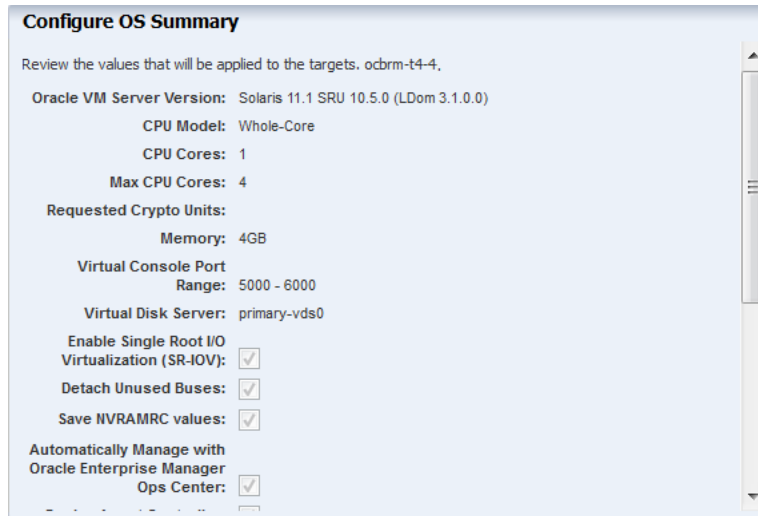 Configure OS Summary
Review the values that will be applied to the targets. ocbrm-t4-4,
Oracle VM Server Version: Solaris 11.1 SRU 10.5.0 (LDom 3.1.0.0)
CPU Model: Whole-Core
CPU Cores: 1
Max CPU Cores: 4
Requested Crypto Units:
Memory: 4GB
Virtual Console Port
Range: 5000 - 6000
Virtual Disk Server: primary-vds0
Enable Single Root I/O
Virtualization (SR-IOV):
Detach Unused Buses:
Save NVRAMRC values:
Automatically Manage with
Oracle Enterprise Manager
Ops Center: